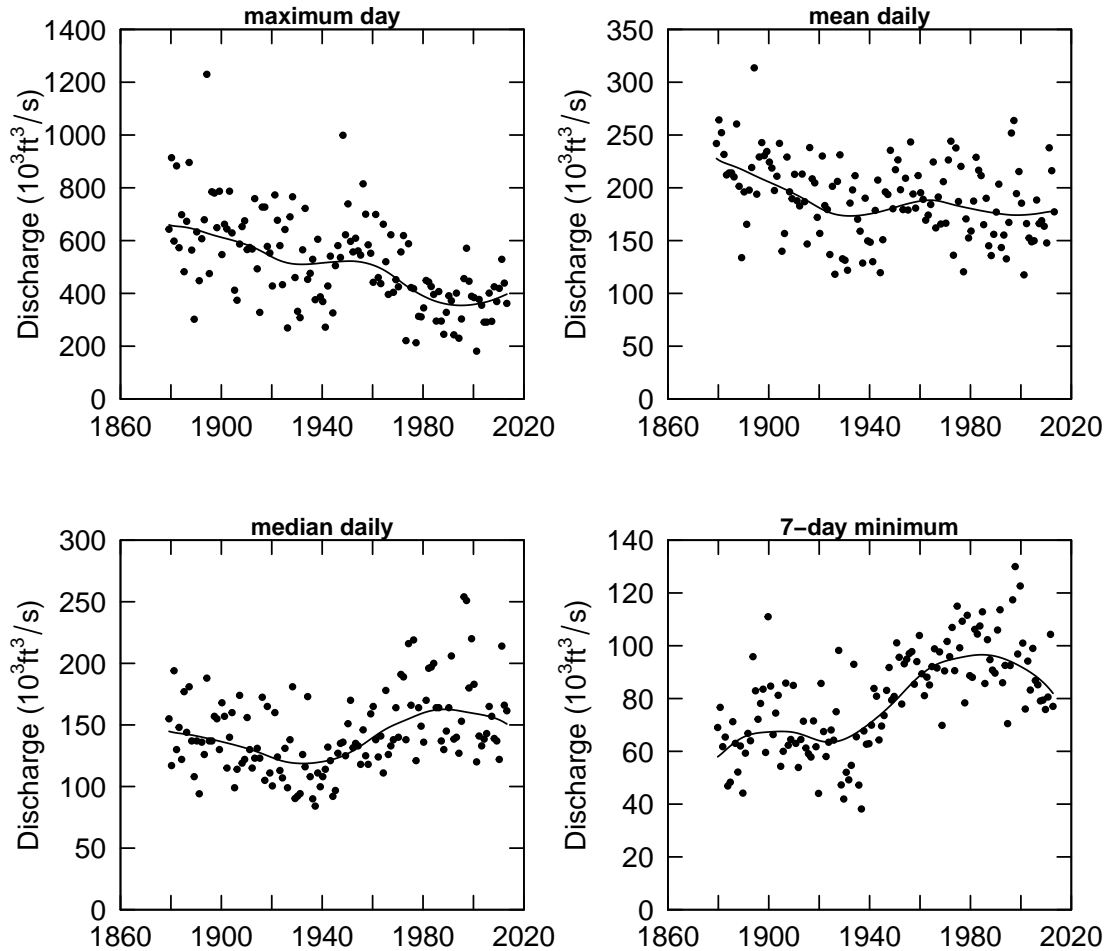 maximum day
Discharge (10³ft³/s)
1400
1200
1000
800
600
400
200
0
1860 1900 1940 1980 2020
mean daily
Discharge (10³ft³/s)
350
300
250
200
150
100
50
0
1860 1900 1940 1980 2020
median daily
Discharge (10³ft³/s)
300
250
200
150
100
50
0
1860 1900 1940 1980 2020
7−day minimum
Discharge (10³ft³/s)
140
120
100
80
60
40
20
0
1860 1900 1940 1980 2020